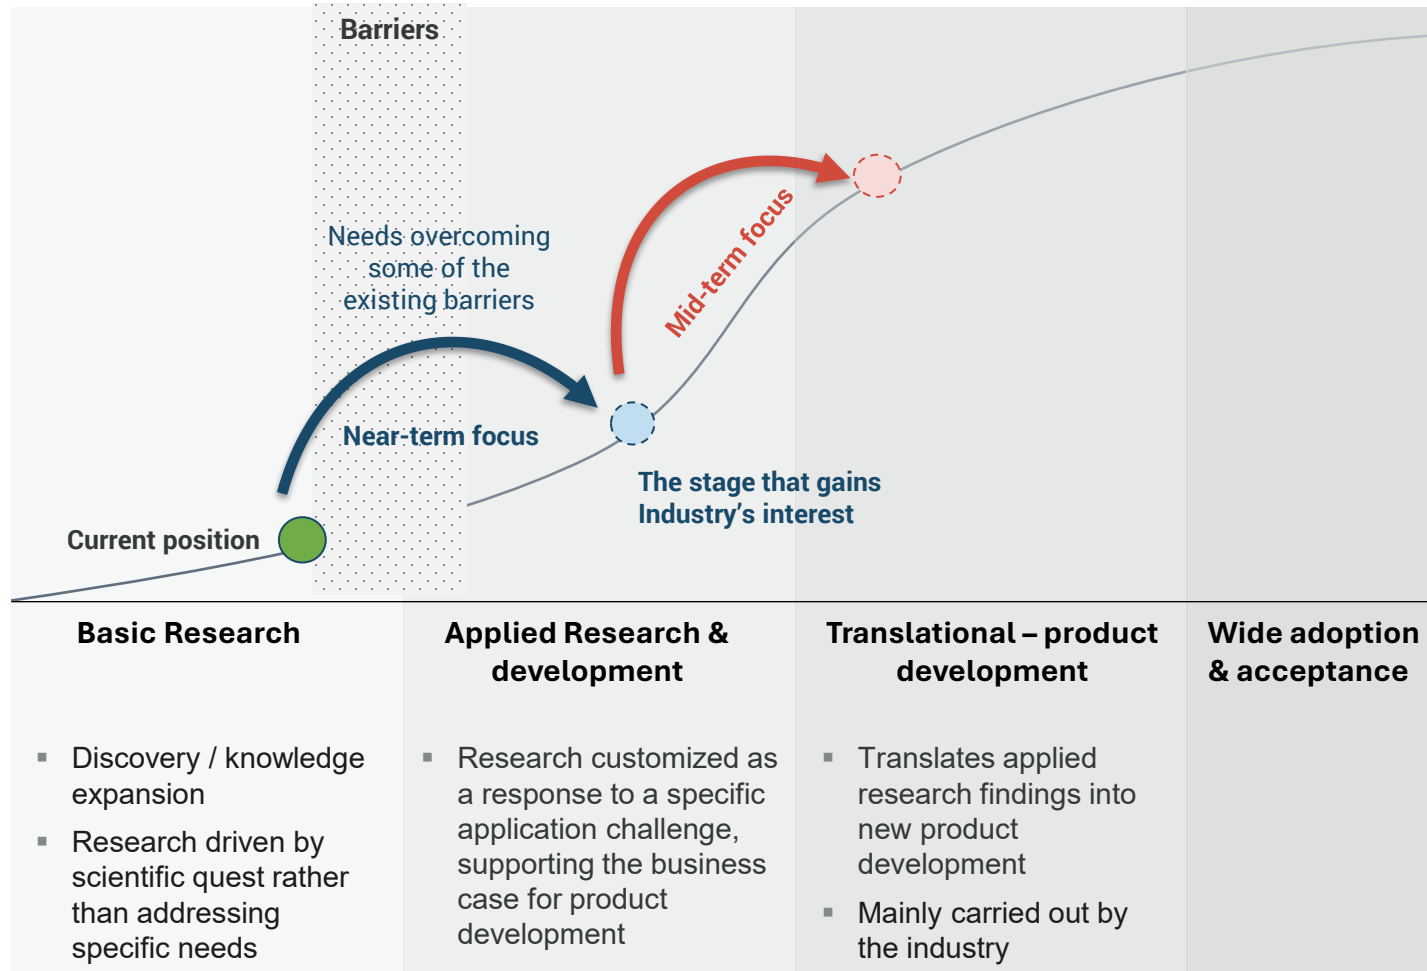 Barriers
Needs overcoming
some of the
existing barriers
Mid-term focus
Near-term focus
The stage that gains
Industry’s interest
Current position
Basic Research
Applied Research &
development
Translational – product
development
Wide adoption
& acceptance
▪ Discovery / knowledge
expansion
▪ Research driven by
scientific quest rather
than addressing
specific needs
▪ Research customized as
a response to a specific
application challenge,
supporting the business
case for product
development
▪ Translates applied
research findings into
new product
development
▪ Mainly carried out by
the industry